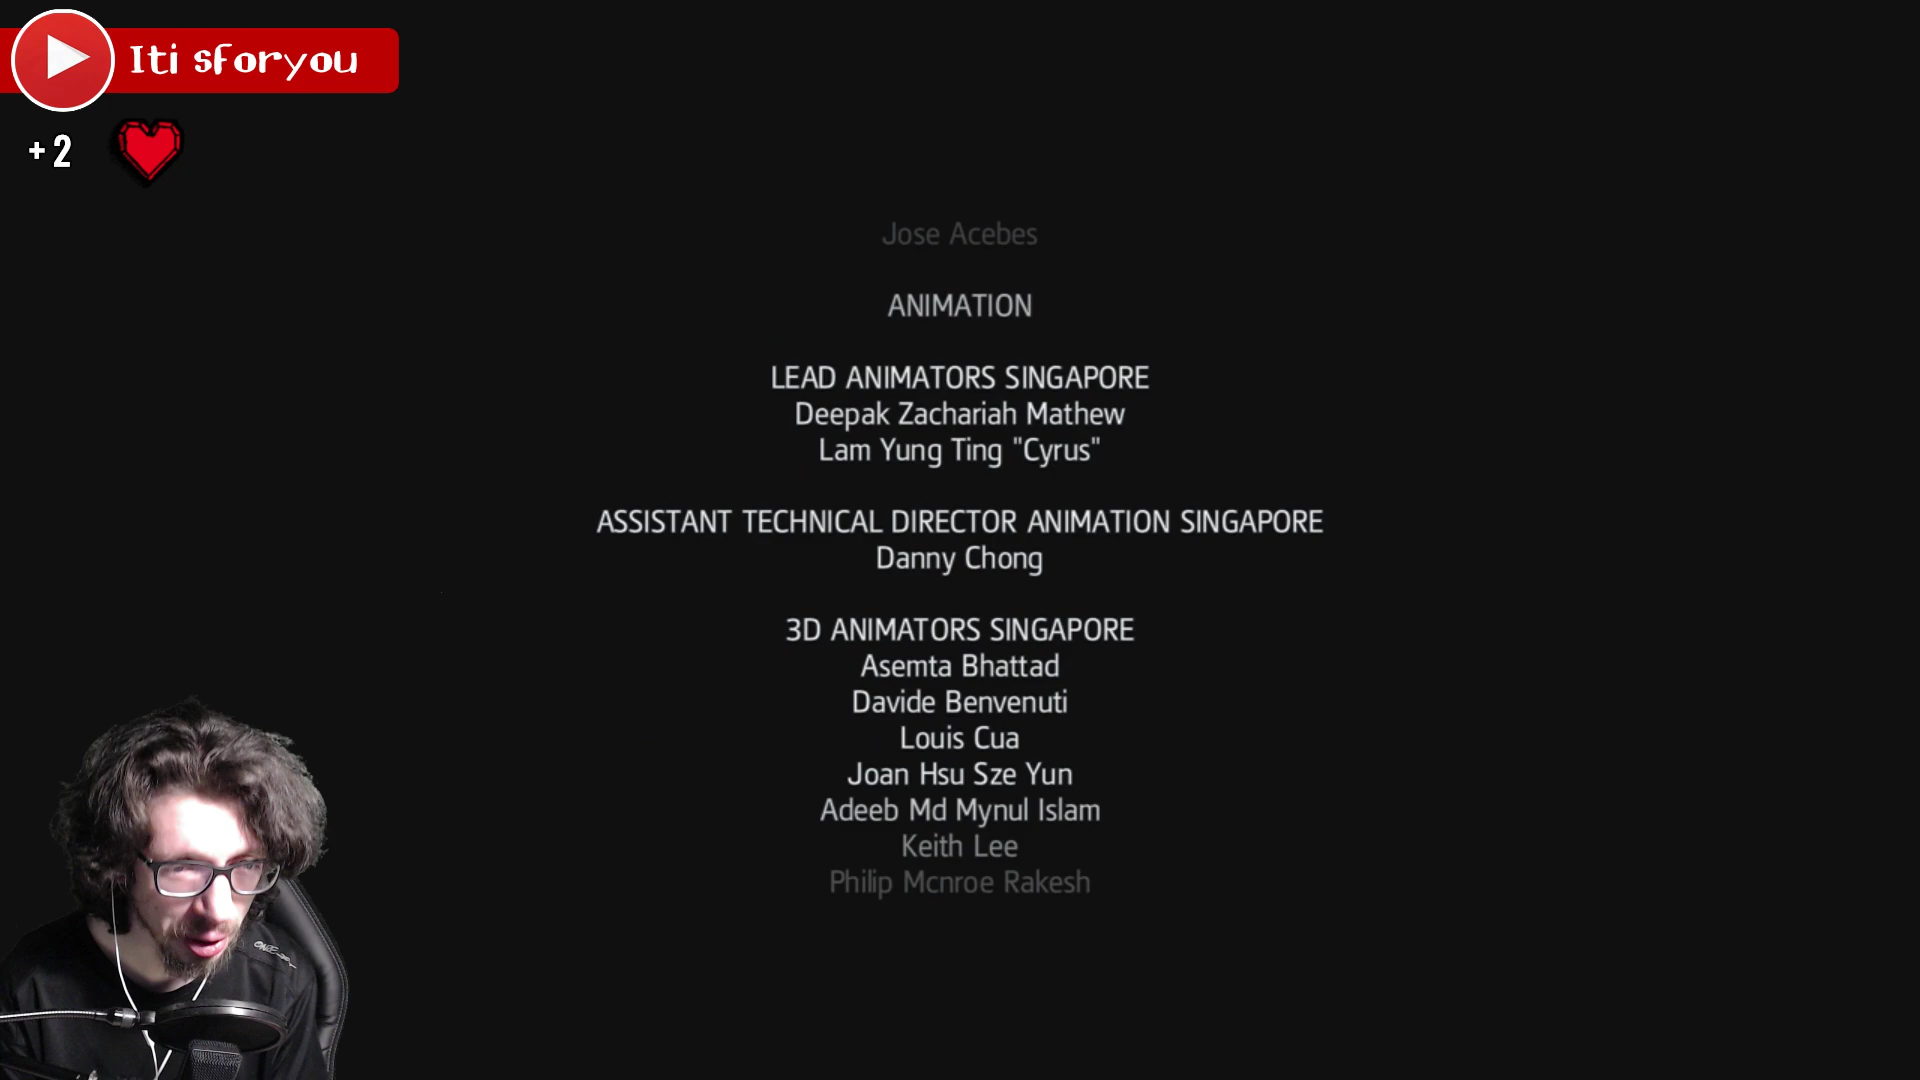 Iti sforyou
+2
Jose Acebes
ANIMATION
LEAD ANIMATORS SINGAPORE
Deepak Zachariah Mathew
Lam Yung Ting "Cyrus"
ASSISTANT TECHNICAL DIRECTOR ANIMATION SINGAPORE
Danny Chong
3D ANIMATORS SINGAPORE
Asemta Bhattad
Davide Benvenuti
Louis Cua
Joan Hsu Sze Yun
Adeeb Md Mynul Islam
Keith Lee
Philip Mcnroe Rakesh